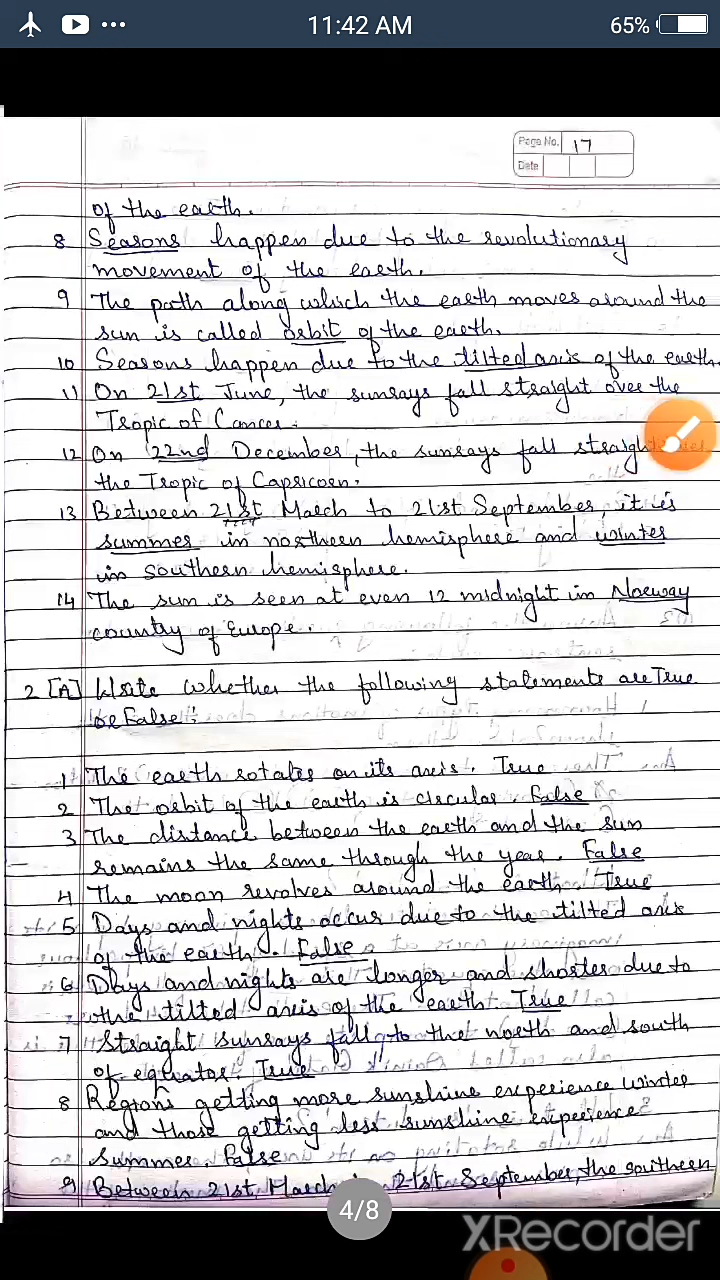 11:42 AM
65%
Page No. 17
Date
of the earth.
8 Seasons happen due to the revolutionary
movement of the earth.
9 The path along which the earth moves around the
sun is called orbit of the earth.
10 Seasons happen due to the tilted axis of the earth.
11 On 21st June, the sunrays fall straight over the
Tropic of Cancer.
12 On 22nd December, the sunrays fall straight
the Tropic of Capricorn.
13 Between 21st March to 21st September, it is
summer in northern hemisphere and winter
in southern hemisphere.
14 The sun is seen at even 12 midnight in Norway
country of Europe.
2 [A] Write whether the following statements are True
or False:
1 The earth rotates on its axis. True
2 The orbit of the earth is circular. False
3 The distance between the earth and the sun
remains the same through the year. False
4 The moon revolves around the earth. True
5 Days and nights occur due to the tilted axis
of the earth. False
6 Days and nights are longer and shorter due to
the tilted axis of the earth True
7 Straight sunrays fall to the north and south
of equator. True
8 Regions getting more sunshine experience winter
and those getting less sunshine experience
summer. False
9 Between 21st March 21st September, the southern
4/8
XRecorder